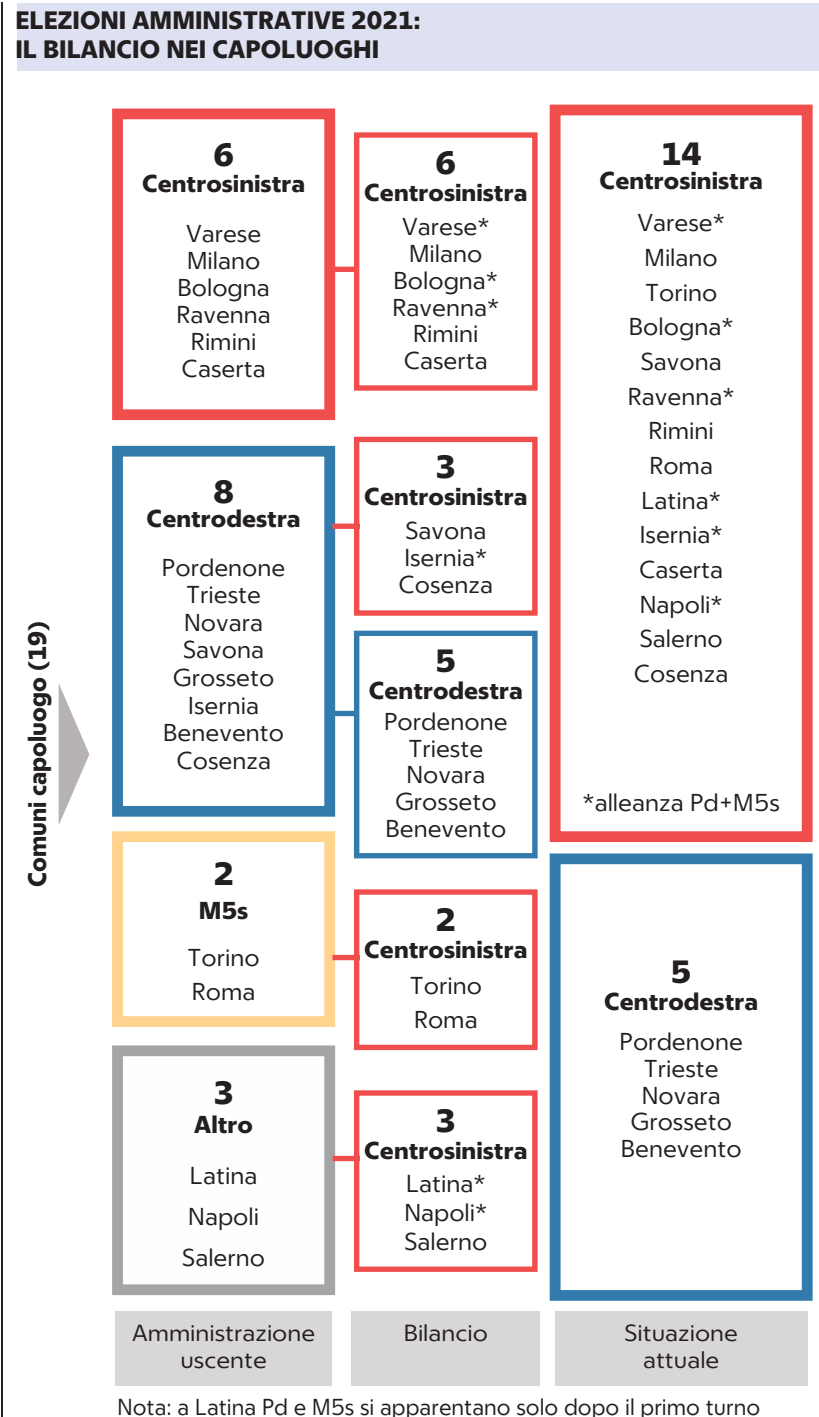 ELEZIONI AMMINISTRATIVE 2021:
IL BILANCIO NEI CAPOLUOGHI
Comuni capoluogo (19)
6
Centrosinistra
Varese
Milano
Bologna
Ravenna
Rimini
Caserta
8
Centrodestra
Pordenone
Trieste
Novara
Savona
Grosseto
Isernia
Benevento
Cosenza
2
M5s
Torino
Roma
3
Altro
Latina
Napoli
Salerno
Amministrazione
uscente
6
Centrosinistra
Varese*
Milano
Bologna*
Ravenna*
Rimini
Caserta
3
Centrosinistra
Savona
Isernia*
Cosenza
5
Centrodestra
Pordenone
Trieste
Novara
Grosseto
Benevento
2
Centrosinistra
Torino
Roma
3
Centrosinistra
Latina*
Napoli*
Salerno
Bilancio
14
Centrosinistra
Varese*
Milano
Torino
Bologna*
Savona
Ravenna*
Rimini
Roma
Latina*
Isernia*
Caserta
Napoli*
Salerno
Cosenza
*alleanza Pd+M5s
5
Centrodestra
Pordenone
Trieste
Novara
Grosseto
Benevento
Situazione
attuale
Nota: a Latina Pd e M5s si apparentano solo dopo il primo turno